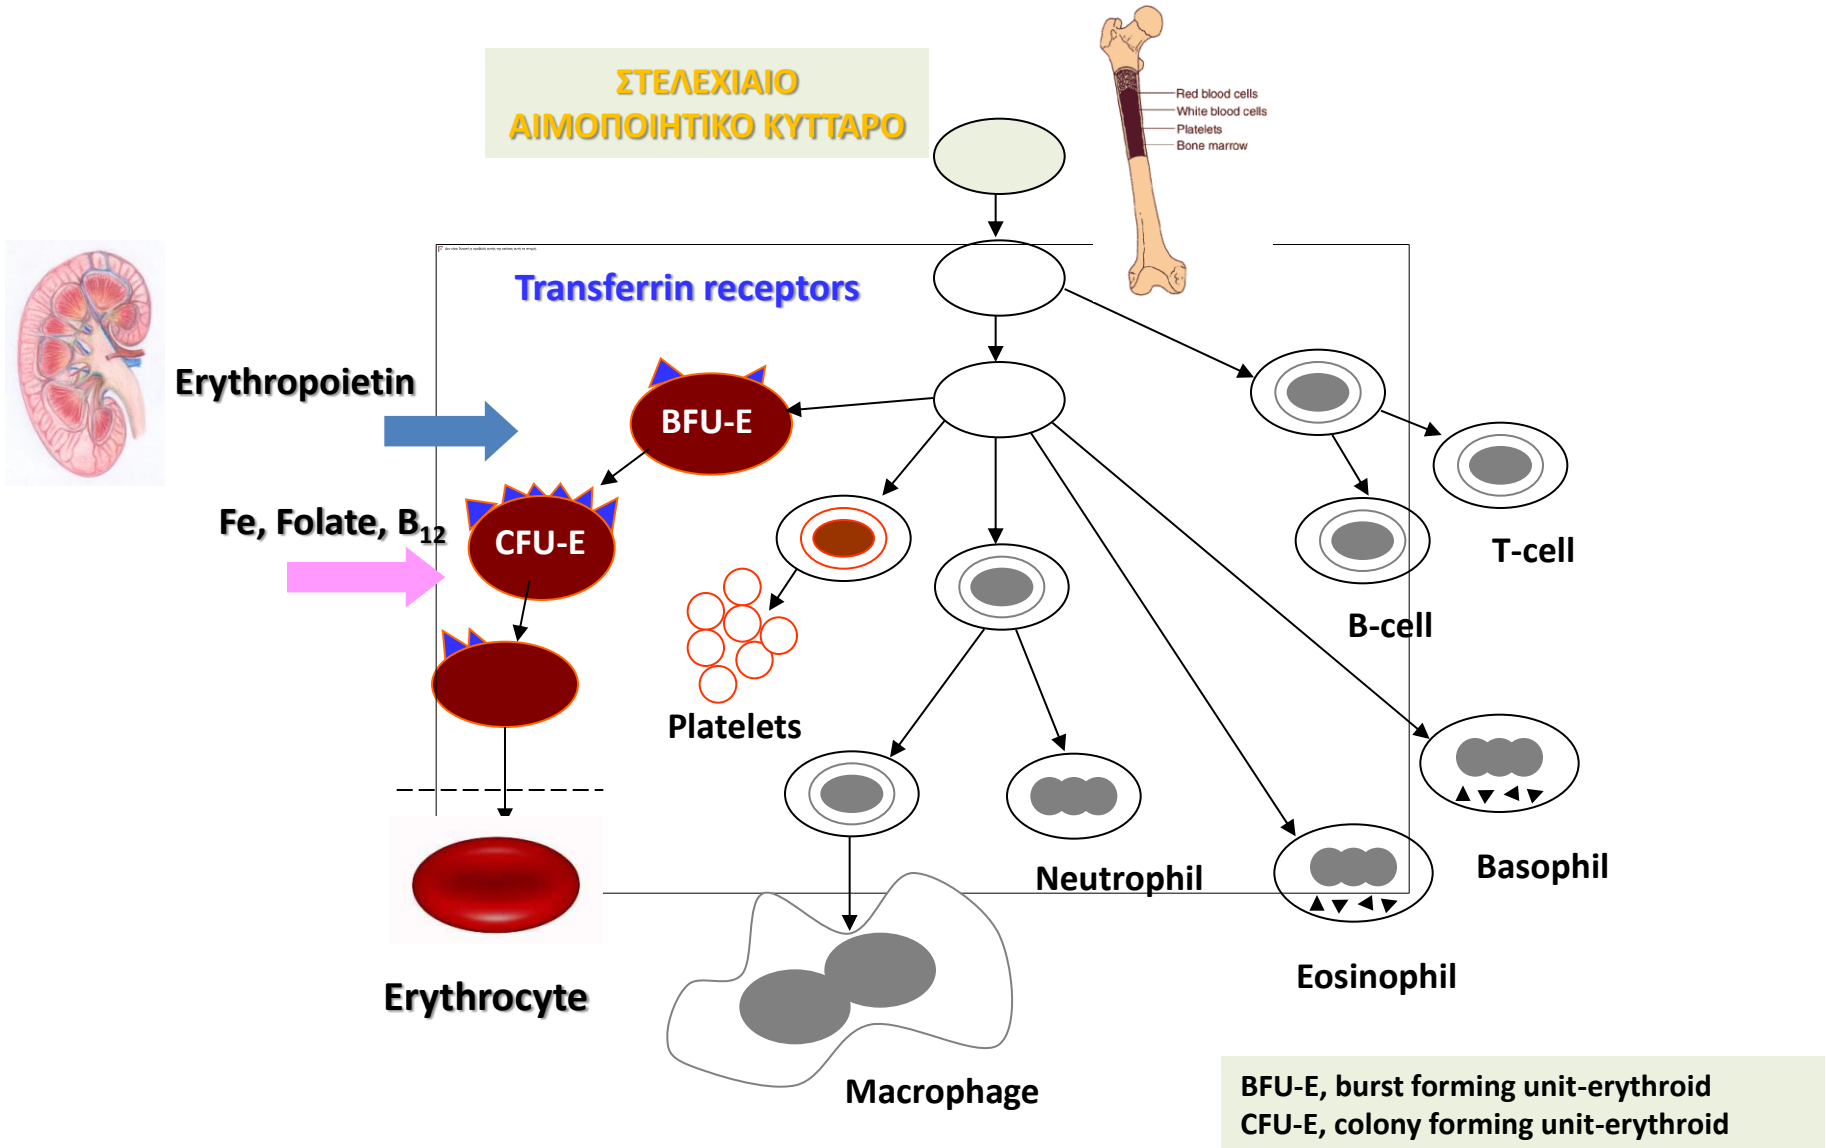 ΣΤΕΛΕΧΙΑΙΟ
ΑΙΜΟΠΟΙΗΤΙΚΟ ΚΥΤΤΑΡΟ
Red blood cells
White blood cells
Platelets
Bone marrow
Transferrin receptors
Erythropoietin
BFU-E
Fe, Folate, B12
CFU-E
T-cell
B-cell
Platelets
Neutrophil
Basophil
Eosinophil
Erythrocyte
Macrophage
BFU-E, burst forming unit-erythroid
CFU-E, colony forming unit-erythroid